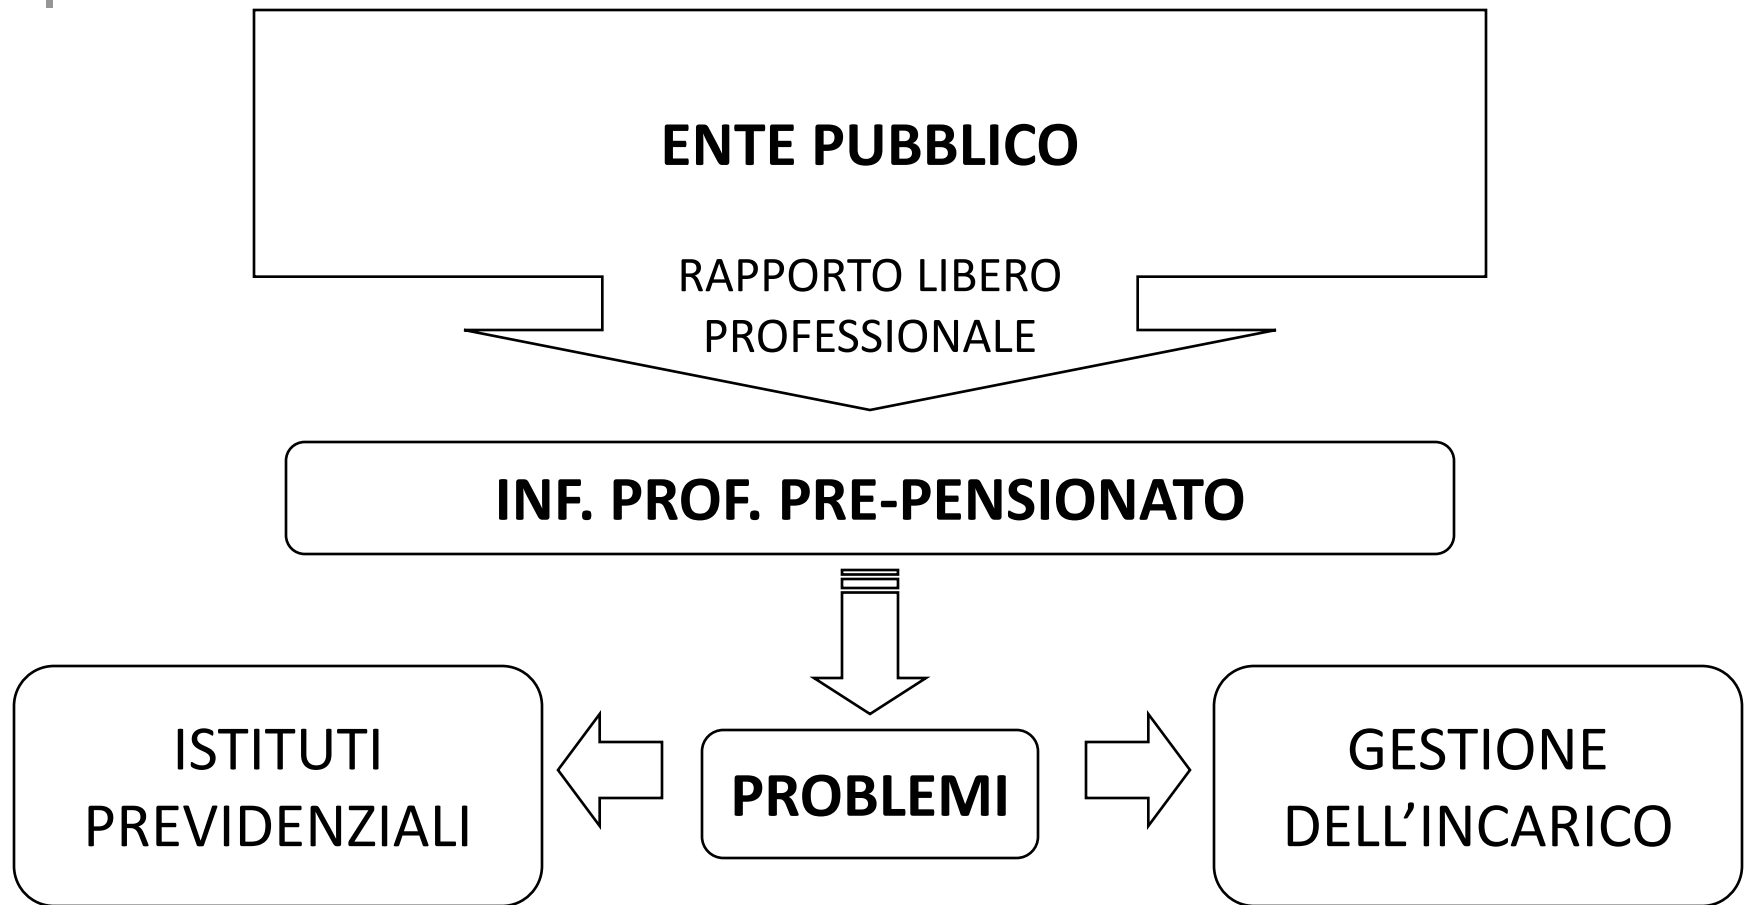 ENTE PUBBLICO
RAPPORTO LIBERO
PROFESSIONALE
INF. PROF. PRE-PENSIONATO
ISTITUTI
PREVIDENZIALI
PROBLEMI
GESTIONE
DELL’INCARICO